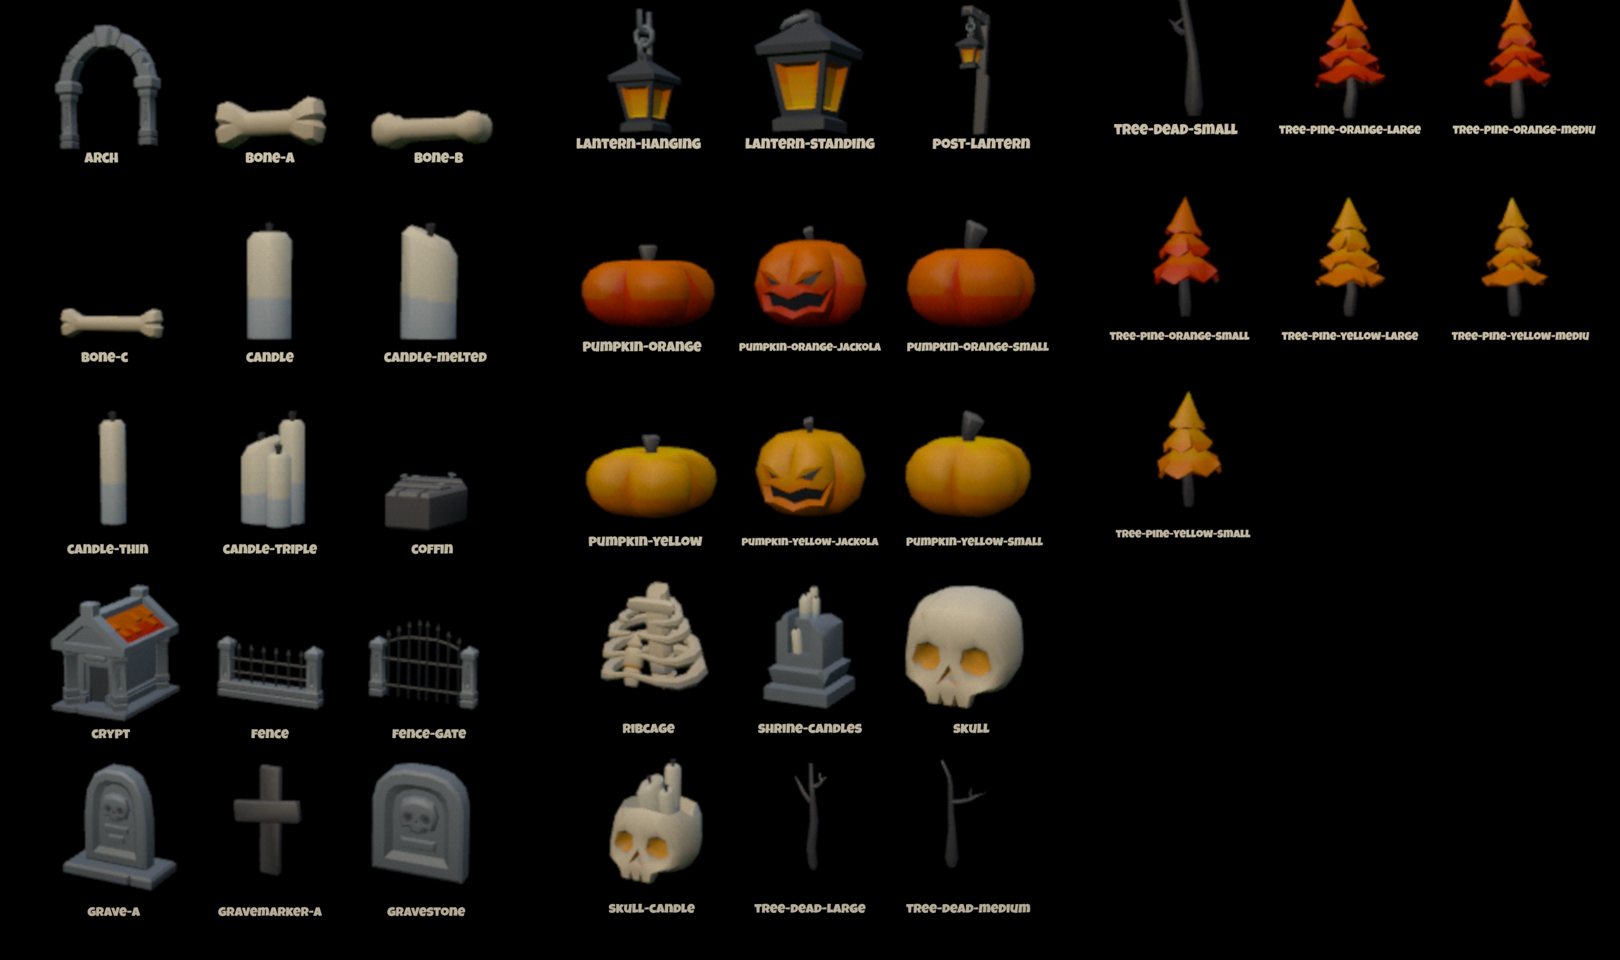 ARCH
BONE-A
BONE-B
BONE-C
CANDLE
CANDLE-MELTED
CANDLE-THIN
CANDLE-TRIPLE
COFFIN
CRYPT
FENCE
FENCE-GATE
GRAVE-A
GRAVEMARKER-A
GRAVESTONE
LANTERN-HANGING
LANTERN-STANDING
POST-LANTERN
PUMPKIN-ORANGE
PUMPKIN-ORANGE-JACKOLA
PUMPKIN-ORANGE-SMALL
PUMPKIN-YELLOW
PUMPKIN-YELLOW-JACKOLA
PUMPKIN-YELLOW-SMALL
RIBCAGE
SHRINE-CANDLES
SKULL
SKULL-CANDLE
TREE-DEAD-LARGE
TREE-DEAD-MEDIUM
TREE-DEAD-SMALL
TREE-PINE-ORANGE-LARGE
TREE-PINE-ORANGE-MEDIU
TREE-PINE-ORANGE-SMALL
TREE-PINE-YELLOW-LARGE
TREE-PINE-YELLOW-MEDIU
TREE-PINE-YELLOW-SMALL